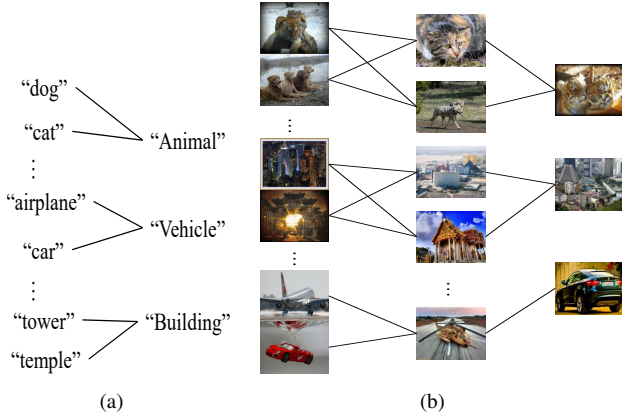 “dog”
“cat”
“Animal”
“airplane”
“Vehicle”
“car”
“tower”
“Building”
“temple”
(a)
(b)